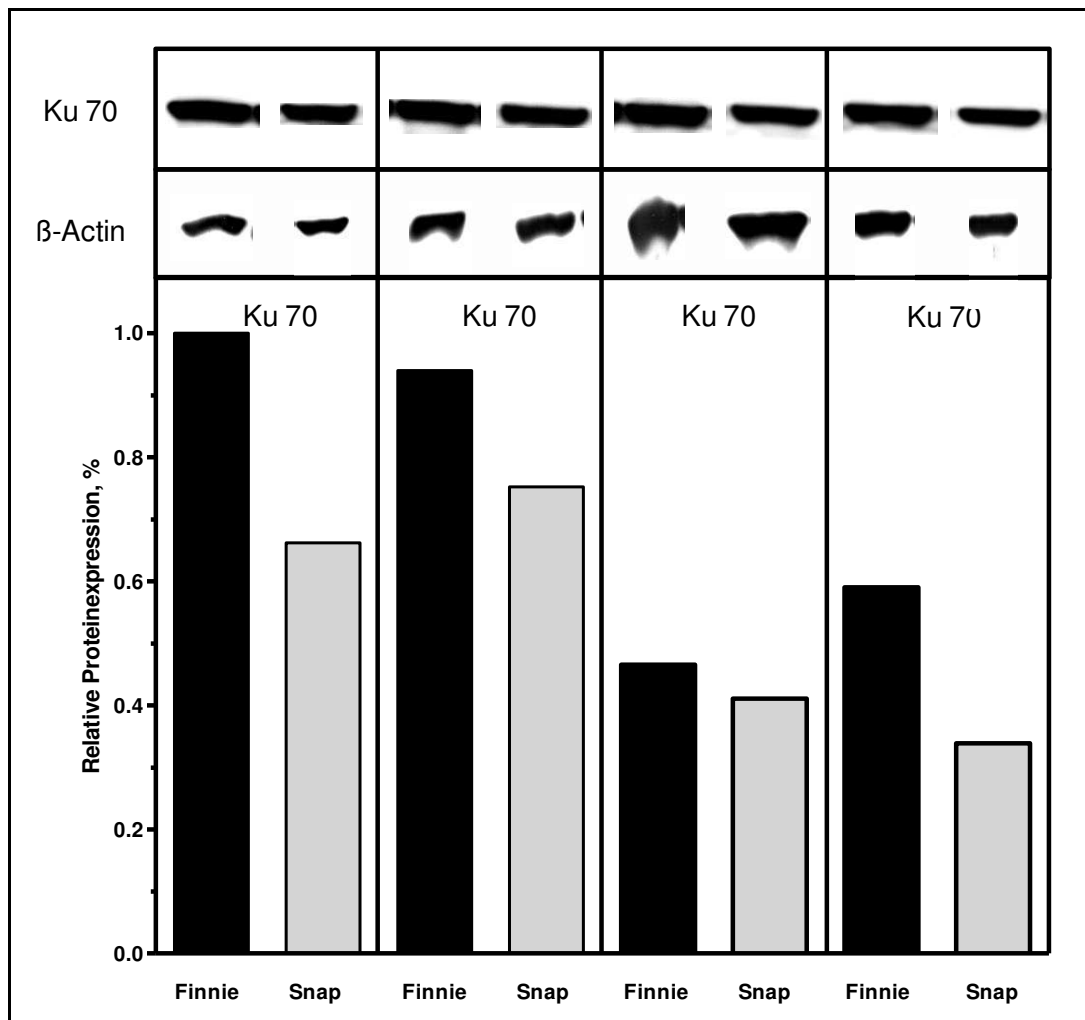 Ku 70
ß-Actin
Ku 70 Ku 70 Ku 70 Ku 70
1.0
0.8
0.6
0.4
0.2
0.0
Relative Proteinexpression, %
Finnie Snap Finnie Snap Finnie Snap Finnie Snap